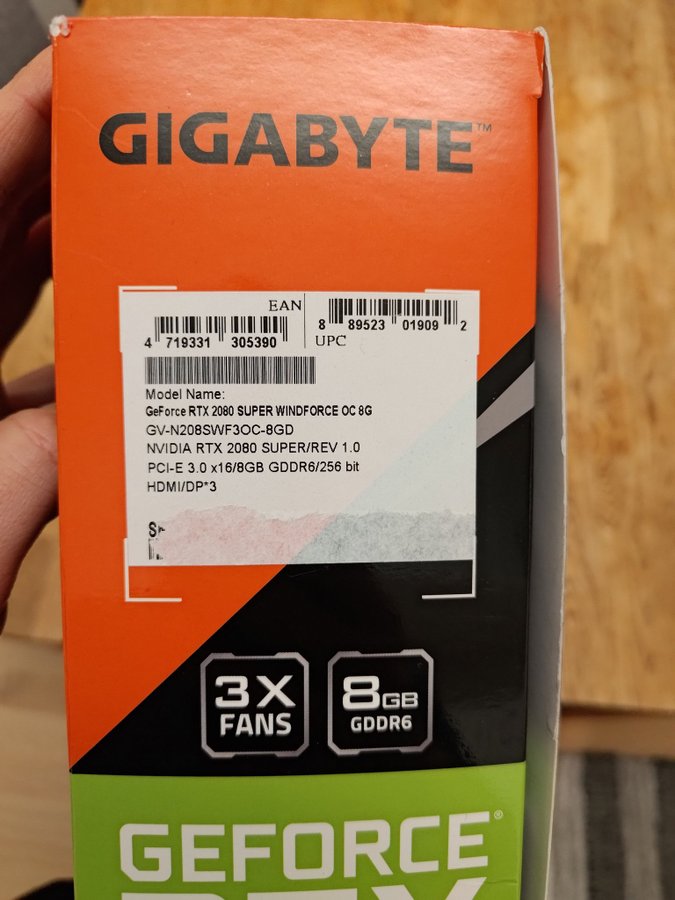 GIGABYTE™
EAN
4 719331 305390
8 89523 01909 2
UPC
Model Name:
GeForce RTX 2080 SUPER WINDFORCE OC 8G
GV-N208SWF3OC-8GD
NVIDIA RTX 2080 SUPER/REV 1.0
PCI-E 3.0 x16/8GB GDDR6/256 bit
HDMI/DP*3
3X
FANS
8GB
GDDR6
GEFORCE®
RTX